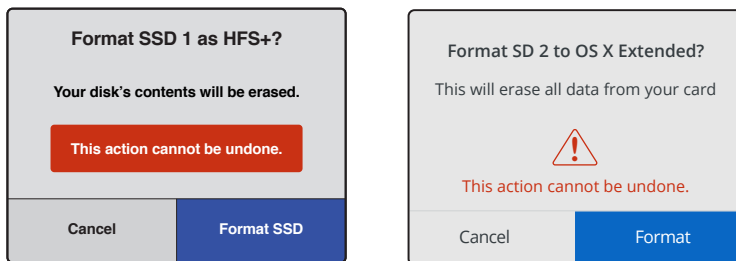 Format SSD 1 as HFS+?
Your disk's contents will be erased.
This action cannot be undone.
Cancel
Format SSD
Format SD 2 to OS X Extended?
This will erase all data from your card
This action cannot be undone.
Cancel
Format